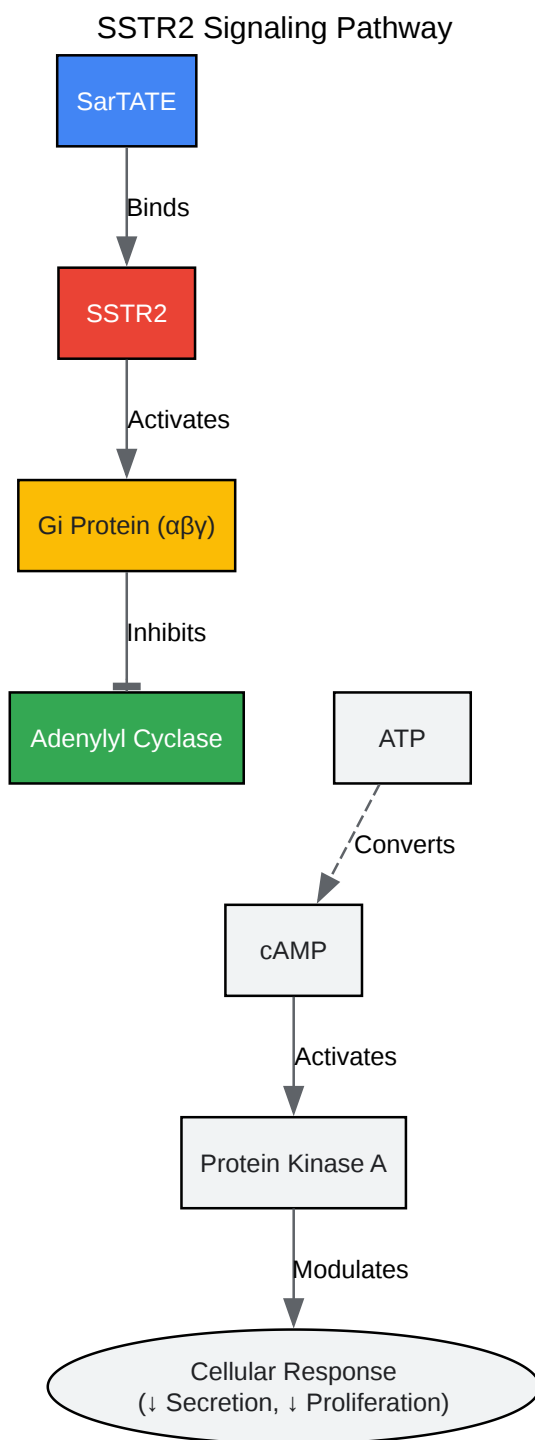 SSTR2 Signaling Pathway
SarTATE
Binds
SSTR2
Activates
Gi Protein (αβγ)
Inhibits
Adenylyl Cyclase
ATP
Converts
cAMP
Activates
Protein Kinase A
Modulates
Cellular Response
(↓ Secretion, ↓ Proliferation)